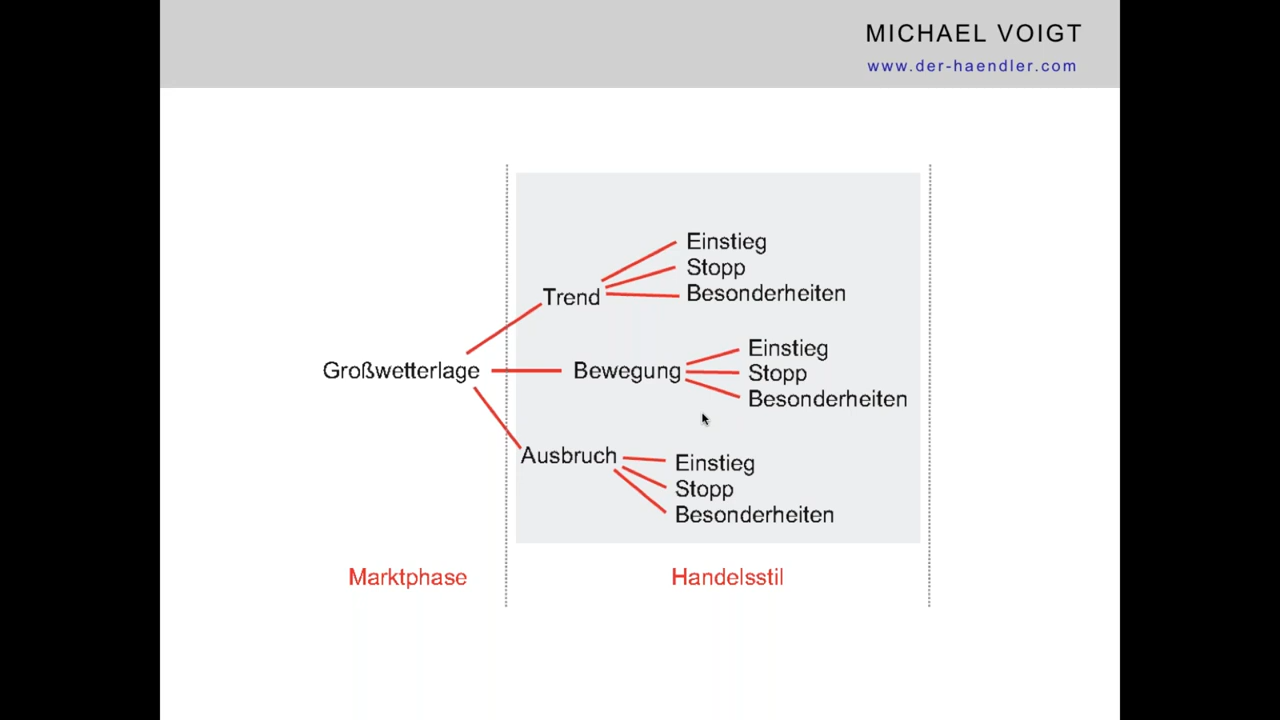 MICHAEL VOIGT
www.der-haendler.com
Einstieg
Stopp
Trend
Besonderheiten
Einstieg
Großwetterlage
Bewegung
Stopp
Besonderheiten
Ausbruch
Einstieg
Stopp
Besonderheiten
Marktphase
Handelsstil